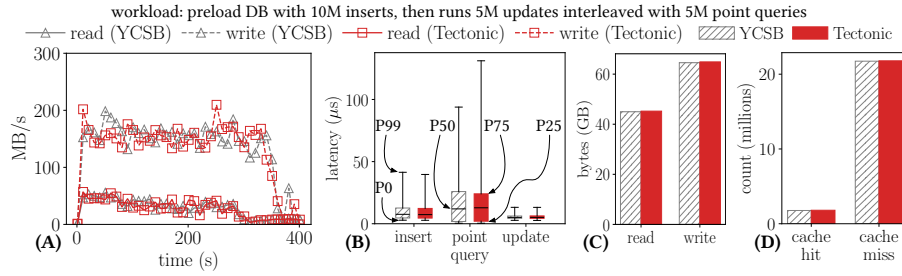 workload: preload DB with 10M inserts, then runs 5M updates interleaved with 5M point queries
read (YCSB) write (YCSB) read (Tectonic) write (Tectonic) YCSB Tectonic
MB/s
300
200
100
0
0 200 400
time (s)
(A)
latency (μs)
100
50
0
P99
P0
P50
P75
P25
insert point query update
(B)
bytes (GB)
60
40
20
0
read write
(C)
count (millions)
20
10
0
cache hit cache miss
(D)